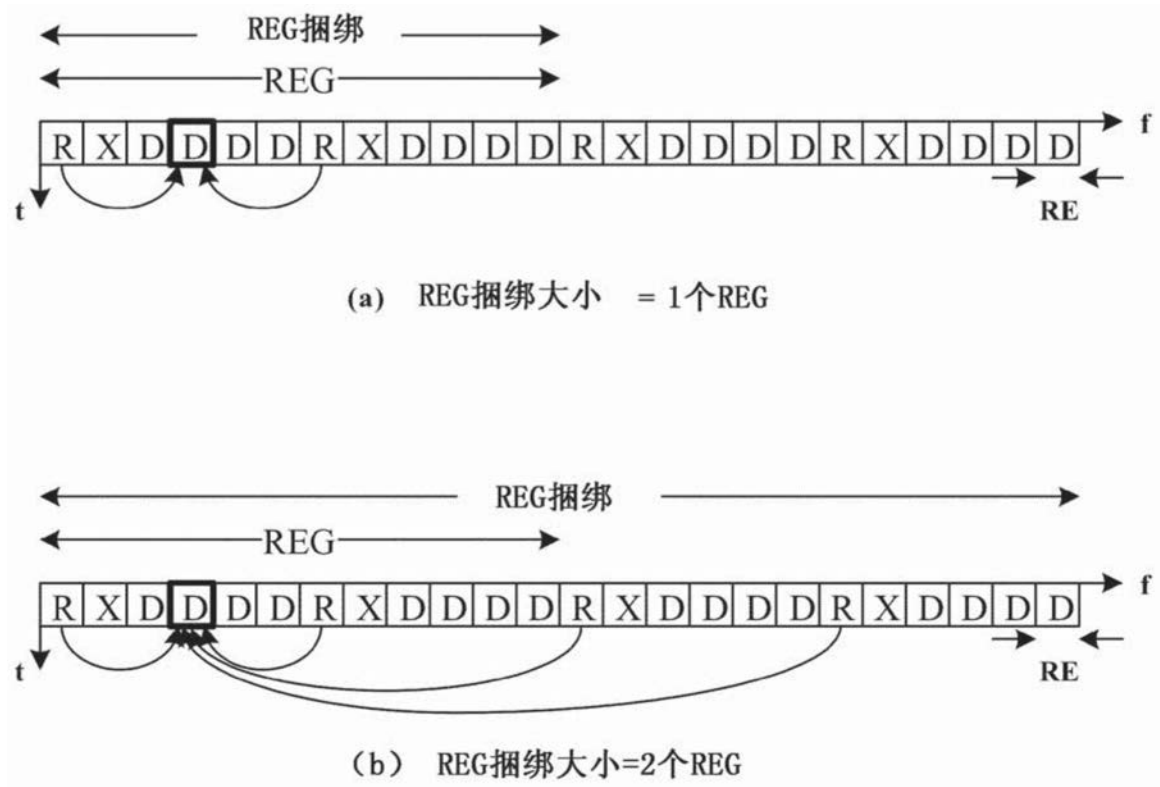 REG捆绑
REG
R X D D D D R X D D D D R X D D D D R X D D D D f
t RE
(a) REG捆绑大小 = 1个REG
REG捆绑
REG
R X D D D D R X D D D D R X D D D D R X D D D D f
t RE
（b） REG捆绑大小=2个REG